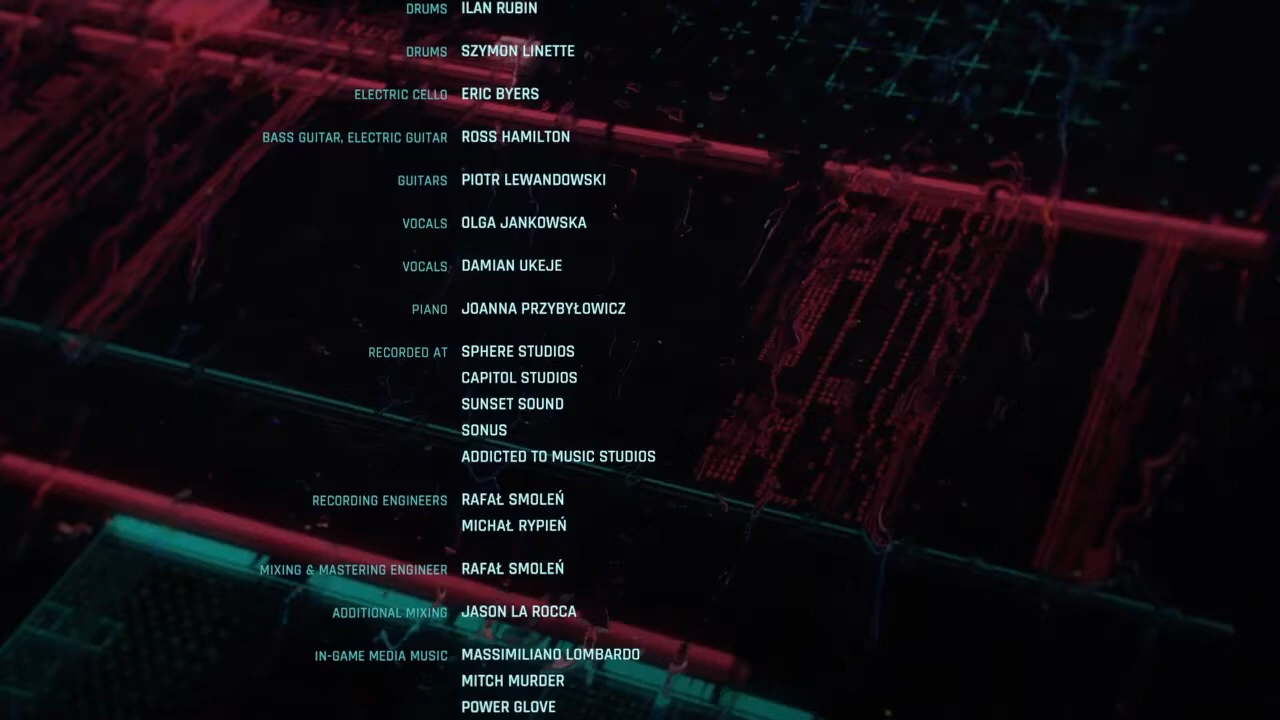 DRUMS ILAN RUBIN
DRUMS SZYMON LINETTE
ELECTRIC CELLO ERIC BYERS
BASS GUITAR, ELECTRIC GUITAR ROSS HAMILTON
GUITARS PIOTR LEWANDOWSKI
VOCALS OLGA JANKOWSKA
VOCALS DAMIAN UKEJE
PIANO JOANNA PRZYBYŁOWICZ
RECORDED AT SPHERE STUDIOS
CAPITOL STUDIOS
SUNSET SOUND
SONUS
ADDICTED TO MUSIC STUDIOS
RECORDING ENGINEERS RAFAŁ SMOLEŃ
MICHAŁ RYPIEŃ
MIXING & MASTERING ENGINEER RAFAŁ SMOLEŃ
ADDITIONAL MIXING JASON LA ROCCA
IN-GAME MEDIA MUSIC MASSIMILIANO LOMBARDO
MITCH MURDER
POWER GLOVE